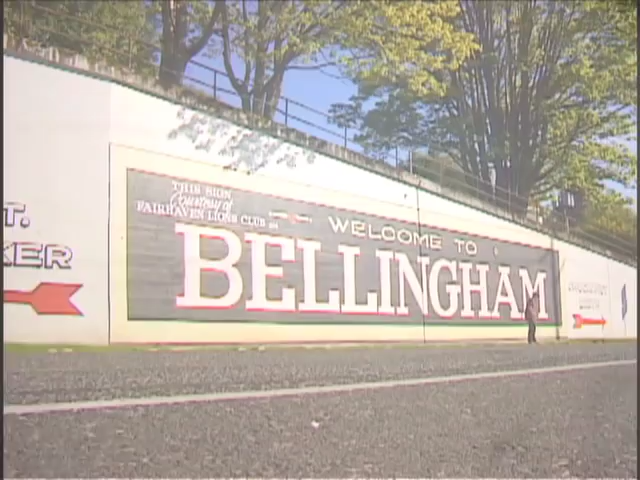 T.
KER
THIS SIGN
Courtesy of
FAIRHAVEN LIONS CLUB
WELCOME TO
BELLINGHAM